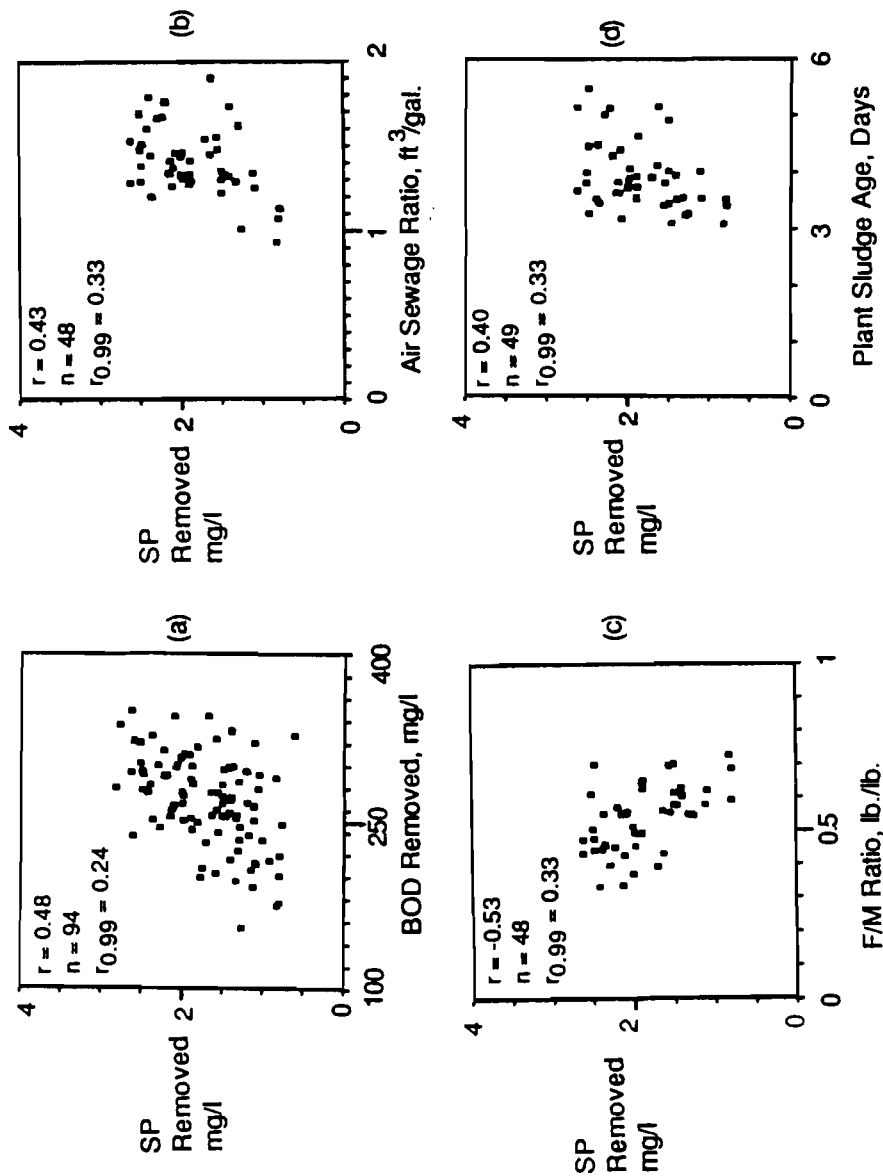 (a)
r = 0.48
n = 94
r0.99 = 0.24
SP
Removed
mg/l
4
2
0
100
250
400
BOD Removed, mg/l
(b)
r = 0.43
n = 48
r0.99 = 0.33
SP
Removed
mg/l
4
2
0
0
1
2
Air Sewage Ratio, ft3/gal.
(c)
r = -0.53
n = 48
r0.99 = 0.33
SP
Removed
mg/l
4
2
0
0
0.5
1
F/M Ratio, lb./lb.
(d)
r = 0.40
n = 49
r0.99 = 0.33
SP
Removed
mg/l
4
2
0
0
3
6
Plant Sludge Age, Days